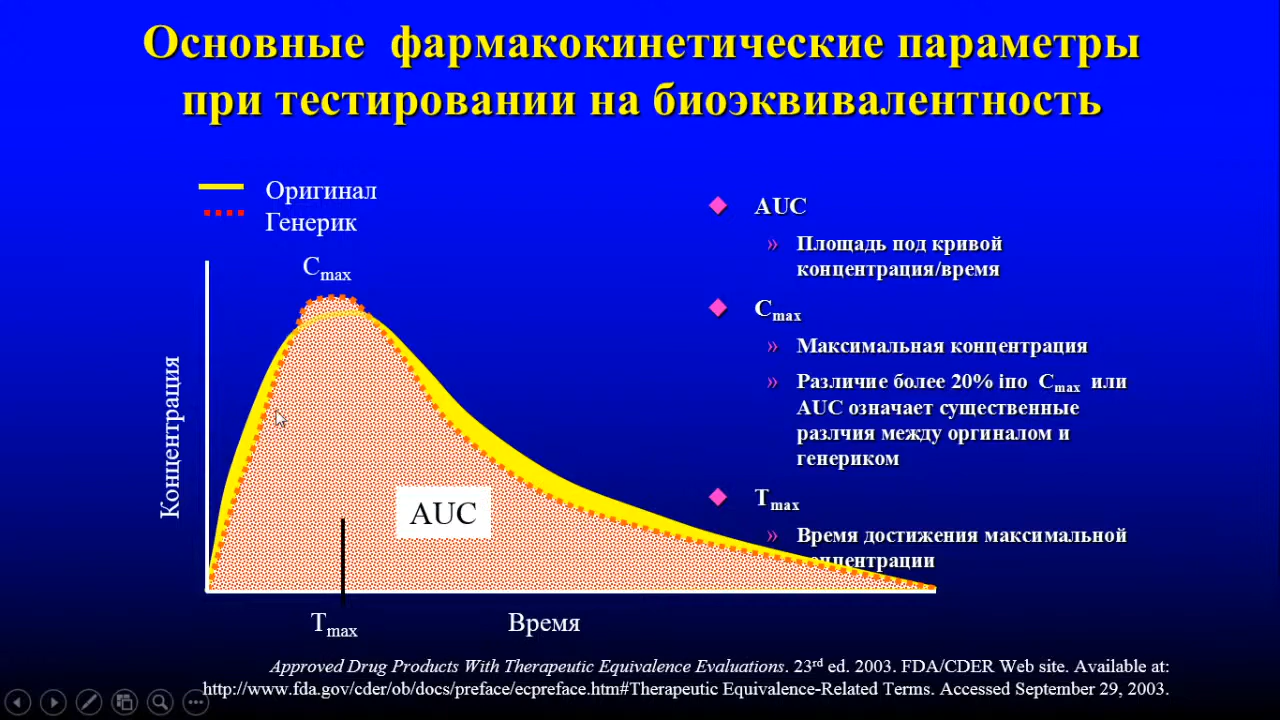 Основные фармакокинетические параметры
при тестировании на биоэквивалентность
Оригинал
Генерик
Cmax
Концентрация
AUC
Tmax
Время
AUC
» Площадь под кривой
концентрация/время
Cmax
» Максимальная концентрация
» Различие более 20% iпо Cmax или
AUC означает существенные
разлчия между оргиналом и
генериком
Tmax
» Время достижения максимальной
концентрации
Approved Drug Products With Therapeutic Equivalence Evaluations. 23rd ed. 2003. FDA/CDER Web site. Available at:
http://www.fda.gov/cder/ob/docs/preface/ecpreface.htm#Therapeutic Equivalence-Related Terms. Accessed September 29, 2003.